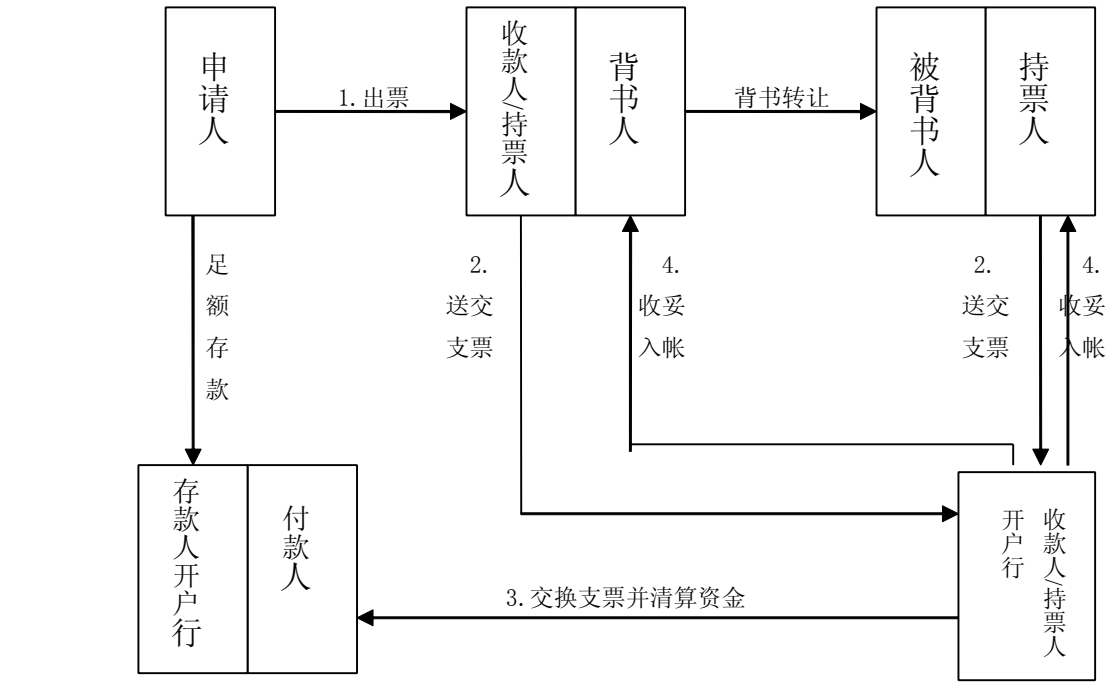 申请人
1.出票
收款人/持票人
背书人
背书转让
被背书人
持票人
足额存款
2.
送交
支票
4.
收妥
入帐
2.
送交
支票
4.
收妥
入帐
存款人开户行
付款人
3.交换支票并清算资金
收款人/持票人
开户行